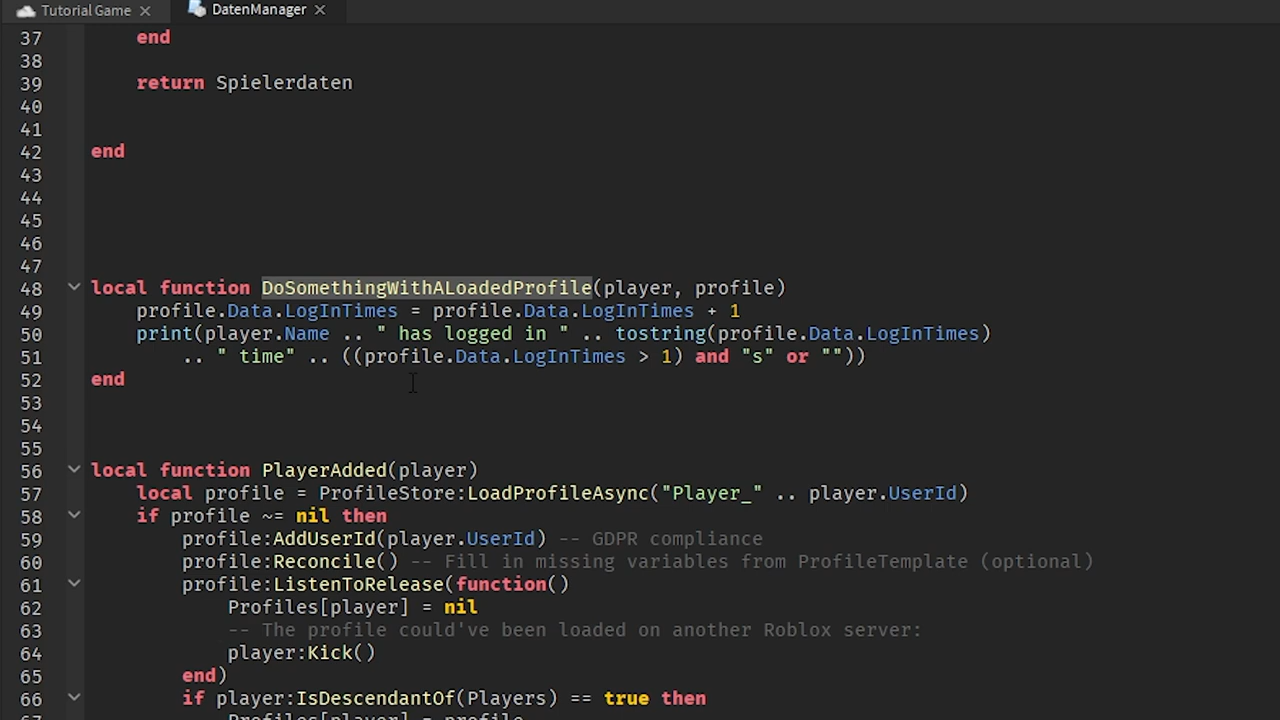 Tutorial Game
DatenManager
37 end
38
39 return Spielerdaten
40
41
42 end
43
44
45
46
47
48 local function DoSomethingWithALoadedProfile(player, profile)
49 profile.Data.LogInTimes = profile.Data.LogInTimes + 1
50 print(player.Name .. " has logged in " .. tostring(profile.Data.LogInTimes)
51 .. " time" .. ((profile.Data.LogInTimes > 1) and "s" or ""))
52 end
53
54
55
56 local function PlayerAdded(player)
57 local profile = ProfileStore:LoadProfileAsync("Player_" .. player.UserId)
58 if profile ~= nil then
59 profile:AddUserId(player.UserId) -- GDPR compliance
60 profile:Reconcile() -- Fill in missing variables from ProfileTemplate (optional)
61 profile:ListenToRelease(function()
62 Profiles[player] = nil
63 -- The profile could've been loaded on another Roblox server:
64 player:Kick()
65 end)
66 if player:IsDescendantOf(Players) == true then
67 Profiles[player] = profile